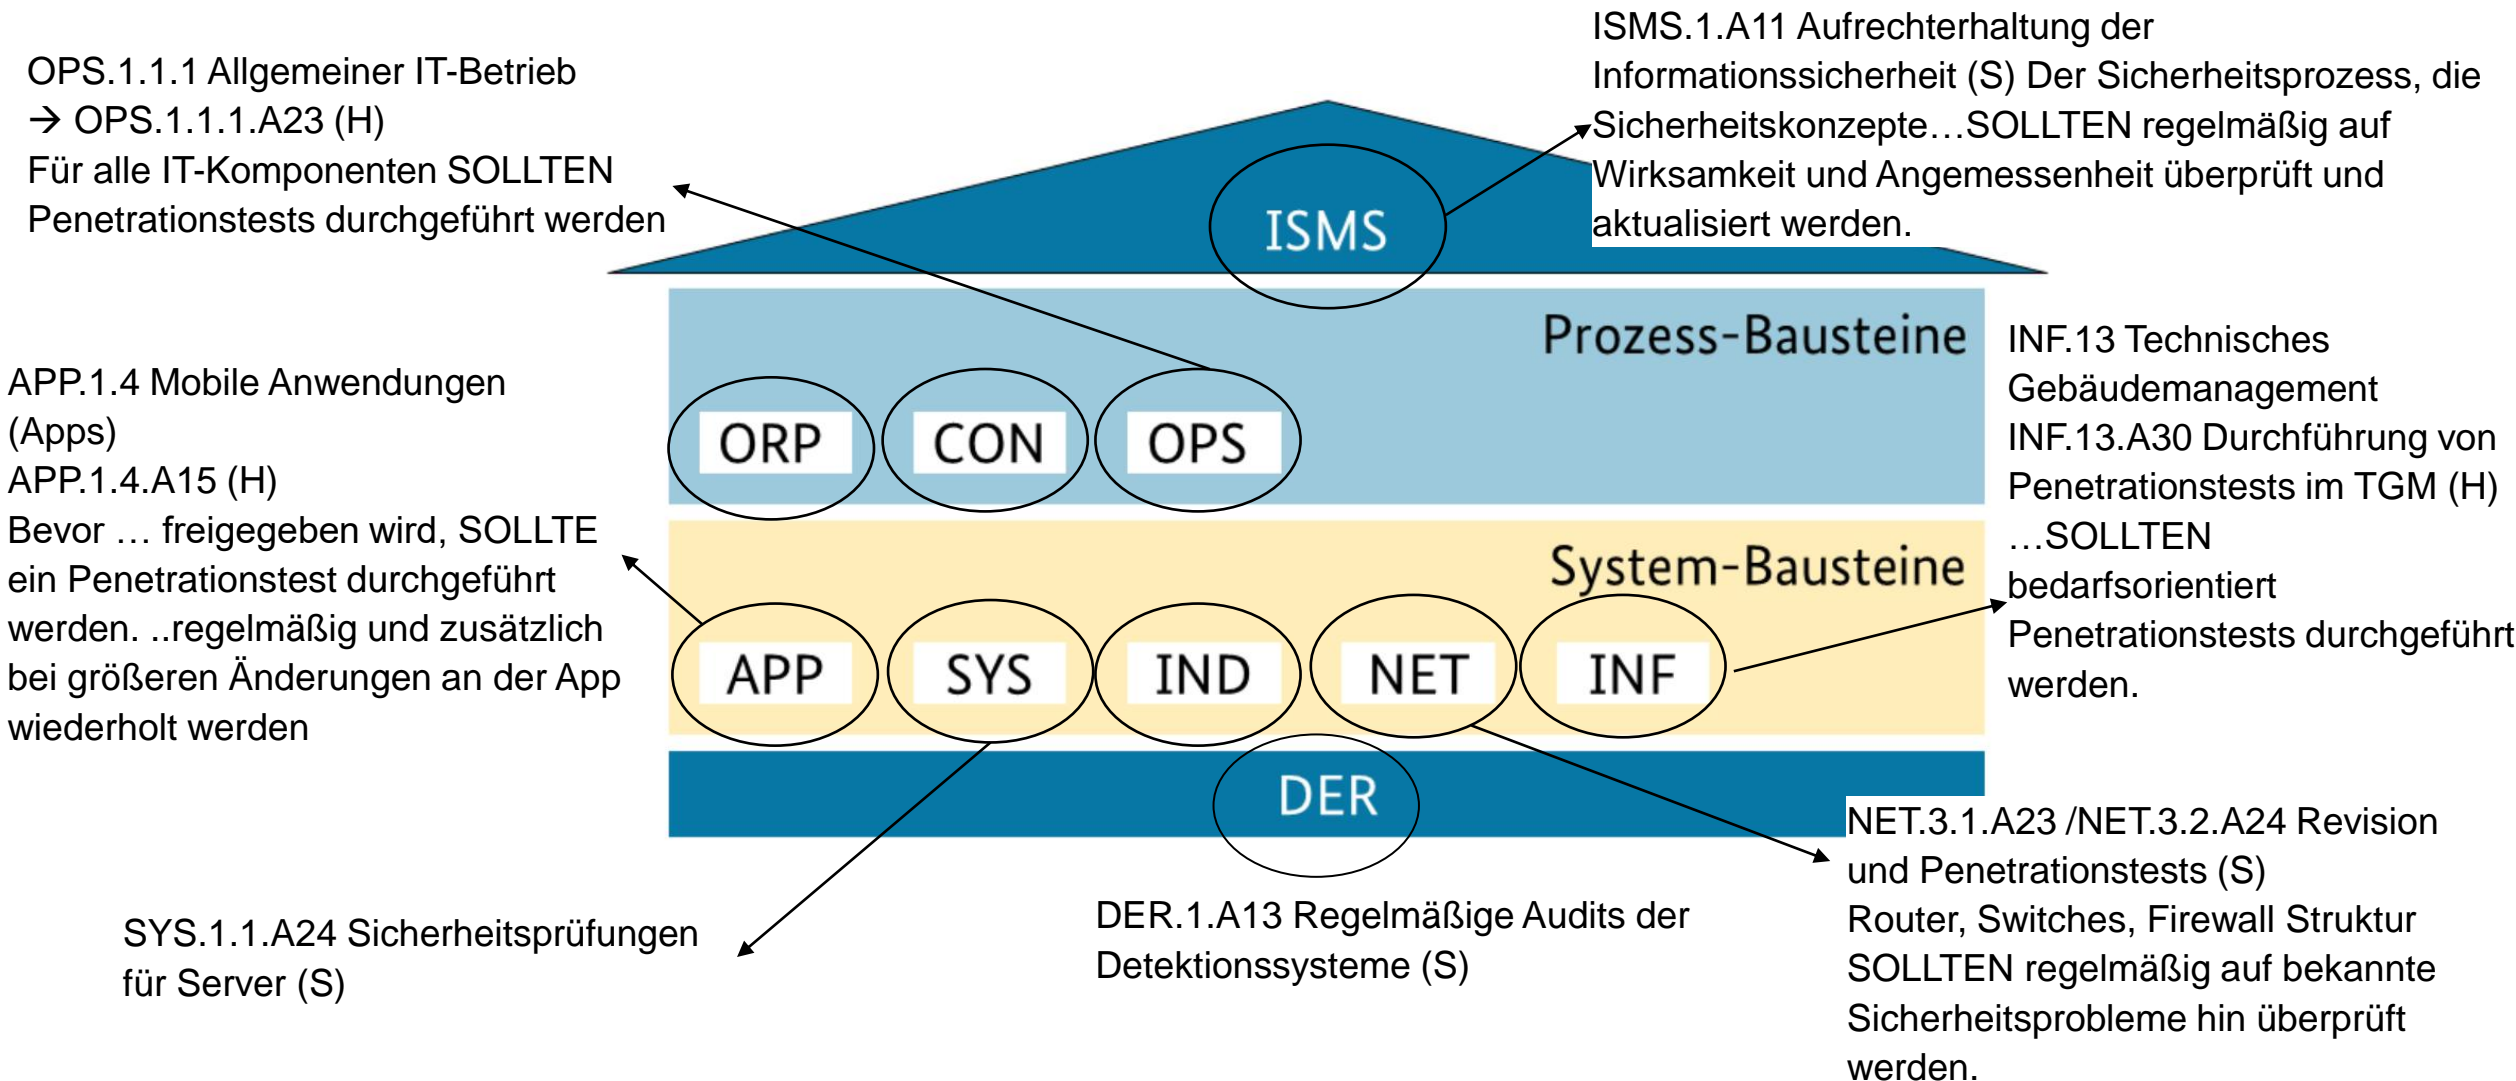 OPS.1.1.1 Allgemeiner IT-Betrieb
→ OPS.1.1.1.A23 (H)
Für alle IT-Komponenten SOLLTEN
Penetrationstests durchgeführt werden
ISMS.1.A11 Aufrechterhaltung der
Informationssicherheit (S) Der Sicherheitsprozess, die
Sicherheitskonzepte…SOLLTEN regelmäßig auf
Wirksamkeit und Angemessenheit überprüft und
aktualisiert werden.
ISMS
Prozess-Bausteine
ORP CON OPS
APP.1.4 Mobile Anwendungen
(Apps)
APP.1.4.A15 (H)
Bevor … freigegeben wird, SOLLTE
ein Penetrationstest durchgeführt
werden. ..regelmäßig und zusätzlich
bei größeren Änderungen an der App
wiederholt werden
INF.13 Technisches
Gebäudemanagement
INF.13.A30 Durchführung von
Penetrationstests im TGM (H)
…SOLLTEN
bedarfsorientiert
Penetrationstests durchgeführt
werden.
System-Bausteine
APP SYS IND NET INF
DER
SYS.1.1.A24 Sicherheitsprüfungen
für Server (S)
DER.1.A13 Regelmäßige Audits der
Detektionssysteme (S)
NET.3.1.A23 /NET.3.2.A24 Revision
und Penetrationstests (S)
Router, Switches, Firewall Struktur
SOLLTEN regelmäßig auf bekannte
Sicherheitsprobleme hin überprüft
werden.